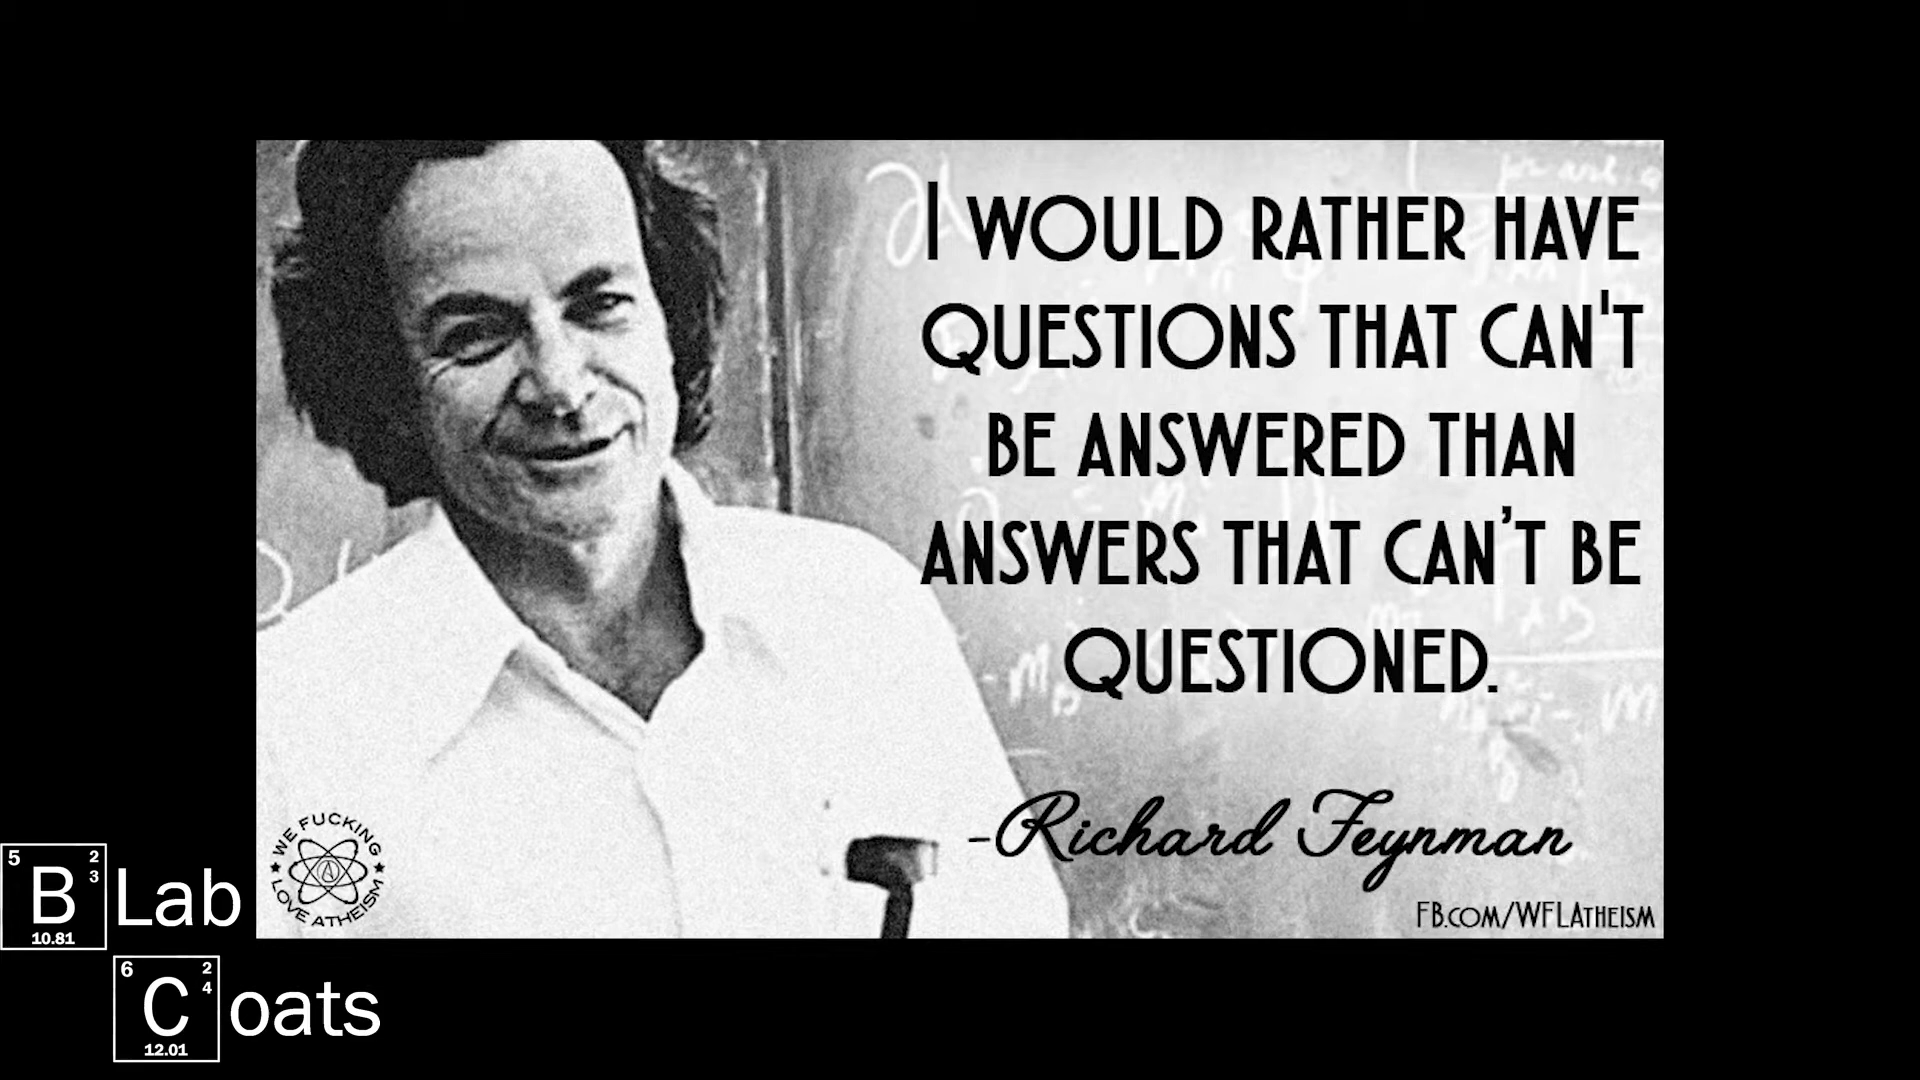 I WOULD RATHER HAVE
QUESTIONS THAT CAN'T
BE ANSWERED THAN
ANSWERS THAT CAN'T BE
QUESTIONED.
-Richard Feynman
FB.COM/WFLATHEISM
WE FUCKING
LOVE ATHEISM
A
5 2
3
B Lab
10.81
6 2
4
C oats
12.01